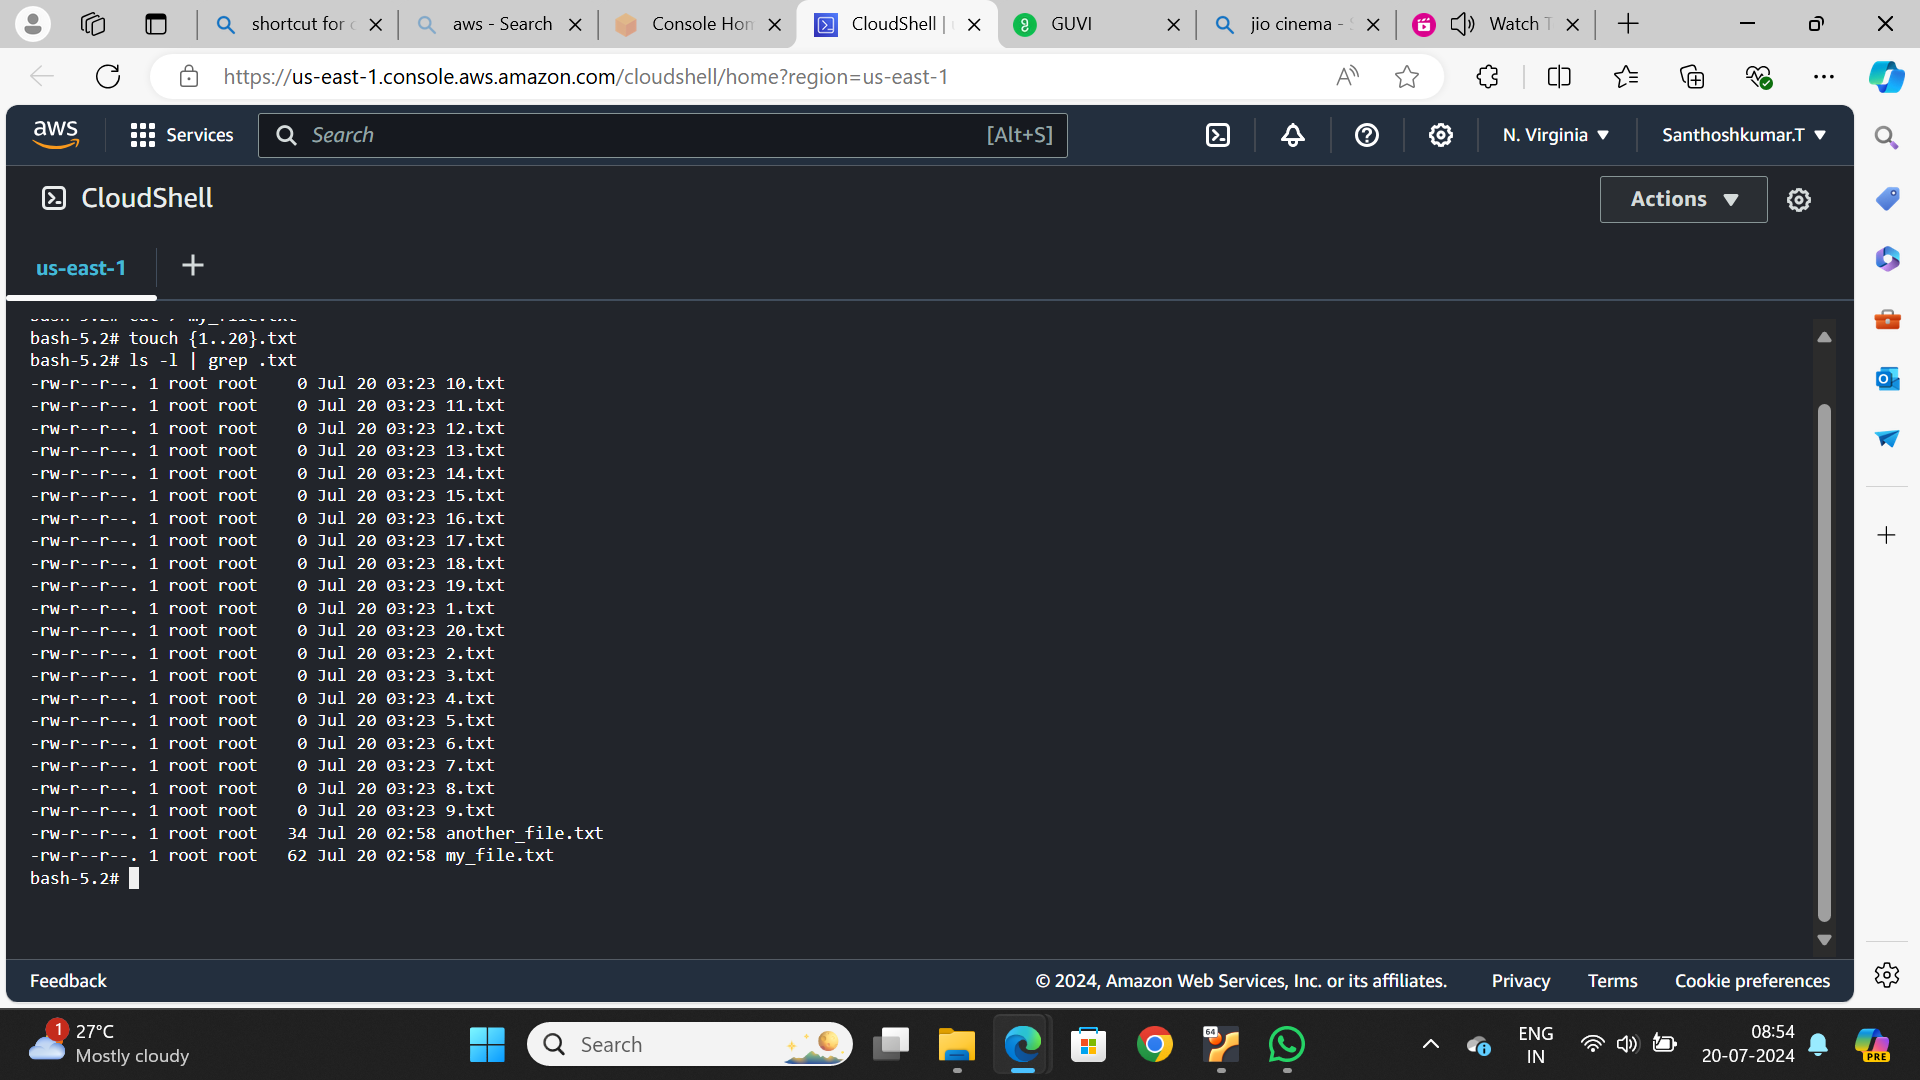 shortcut for
aws - Search
Console Hom
CloudShell |
GUVI
jio cinema -
Watch
https://us-east-1.console.aws.amazon.com/cloudshell/home?region=us-east-1
aws
Services
Search
[Alt+S]
N. Virginia
Santhoshkumar.T
CloudShell
Actions
us-east-1
bash-5.2# cat > my_file.txt
bash-5.2# touch {1..20}.txt
bash-5.2# ls -l | grep .txt
-rw-r--r--. 1 root root    0 Jul 20 03:23 10.txt
-rw-r--r--. 1 root root    0 Jul 20 03:23 11.txt
-rw-r--r--. 1 root root    0 Jul 20 03:23 12.txt
-rw-r--r--. 1 root root    0 Jul 20 03:23 13.txt
-rw-r--r--. 1 root root    0 Jul 20 03:23 14.txt
-rw-r--r--. 1 root root    0 Jul 20 03:23 15.txt
-rw-r--r--. 1 root root    0 Jul 20 03:23 16.txt
-rw-r--r--. 1 root root    0 Jul 20 03:23 17.txt
-rw-r--r--. 1 root root    0 Jul 20 03:23 18.txt
-rw-r--r--. 1 root root    0 Jul 20 03:23 19.txt
-rw-r--r--. 1 root root    0 Jul 20 03:23 1.txt
-rw-r--r--. 1 root root    0 Jul 20 03:23 20.txt
-rw-r--r--. 1 root root    0 Jul 20 03:23 2.txt
-rw-r--r--. 1 root root    0 Jul 20 03:23 3.txt
-rw-r--r--. 1 root root    0 Jul 20 03:23 4.txt
-rw-r--r--. 1 root root    0 Jul 20 03:23 5.txt
-rw-r--r--. 1 root root    0 Jul 20 03:23 6.txt
-rw-r--r--. 1 root root    0 Jul 20 03:23 7.txt
-rw-r--r--. 1 root root    0 Jul 20 03:23 8.txt
-rw-r--r--. 1 root root    0 Jul 20 03:23 9.txt
-rw-r--r--. 1 root root   34 Jul 20 02:58 another_file.txt
-rw-r--r--. 1 root root   62 Jul 20 02:58 my_file.txt
bash-5.2#
Feedback
© 2024, Amazon Web Services, Inc. or its affiliates.
Privacy
Terms
Cookie preferences
1
27°C
Mostly cloudy
Search
64
ENG
IN
08:54
20-07-2024
PRE